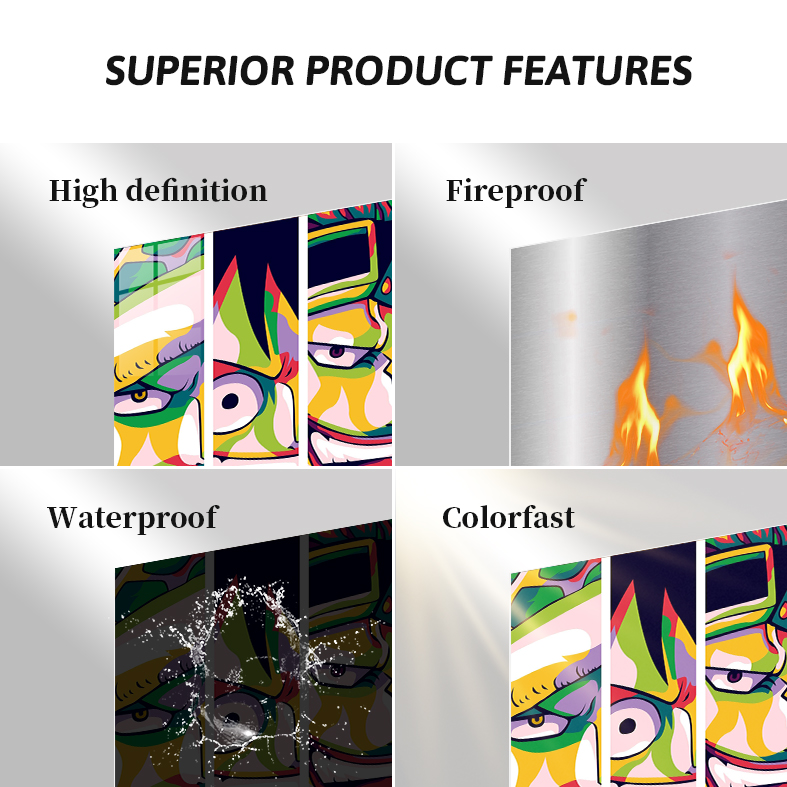 SUPERIOR PRODUCT FEATURES
High definition
Fireproof
Waterproof
Colorfast